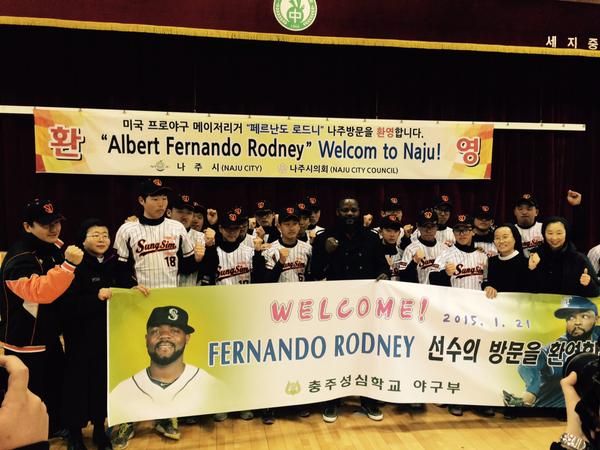 세지중
미국 프로야구 메이저리거 "페르난도 로드니" 나주방문을 환영합니다.
환 "Albert Fernando Rodney" Welcom to Naju! 영
나 주 시 (NAJU CITY) 나주시의회 (NAJU CITY COUNCIL)
SungSim
18
SungSim
SungSim
WELCOME! 2015. 1. 21
FERNANDO RODNEY 선수의 방문을 환영
충주성심학교 야구부